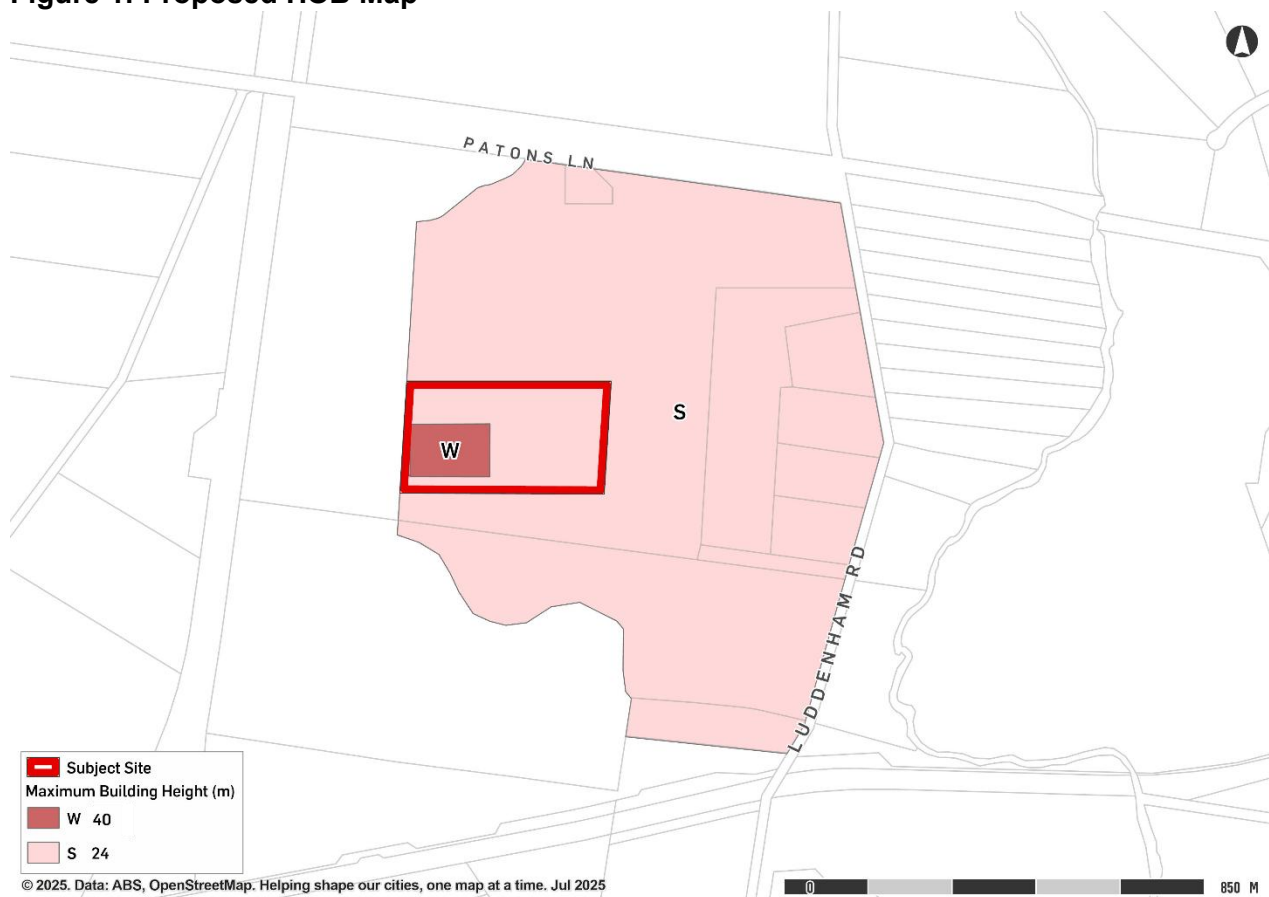 PATONS LN
S
W
LUDDENHAM RD
Subject Site
Maximum Building Height (m)
W 40
S 24
© 2025. Data: ABS, OpenStreetMap. Helping shape our cities, one map at a time. Jul 2025
0 850 M